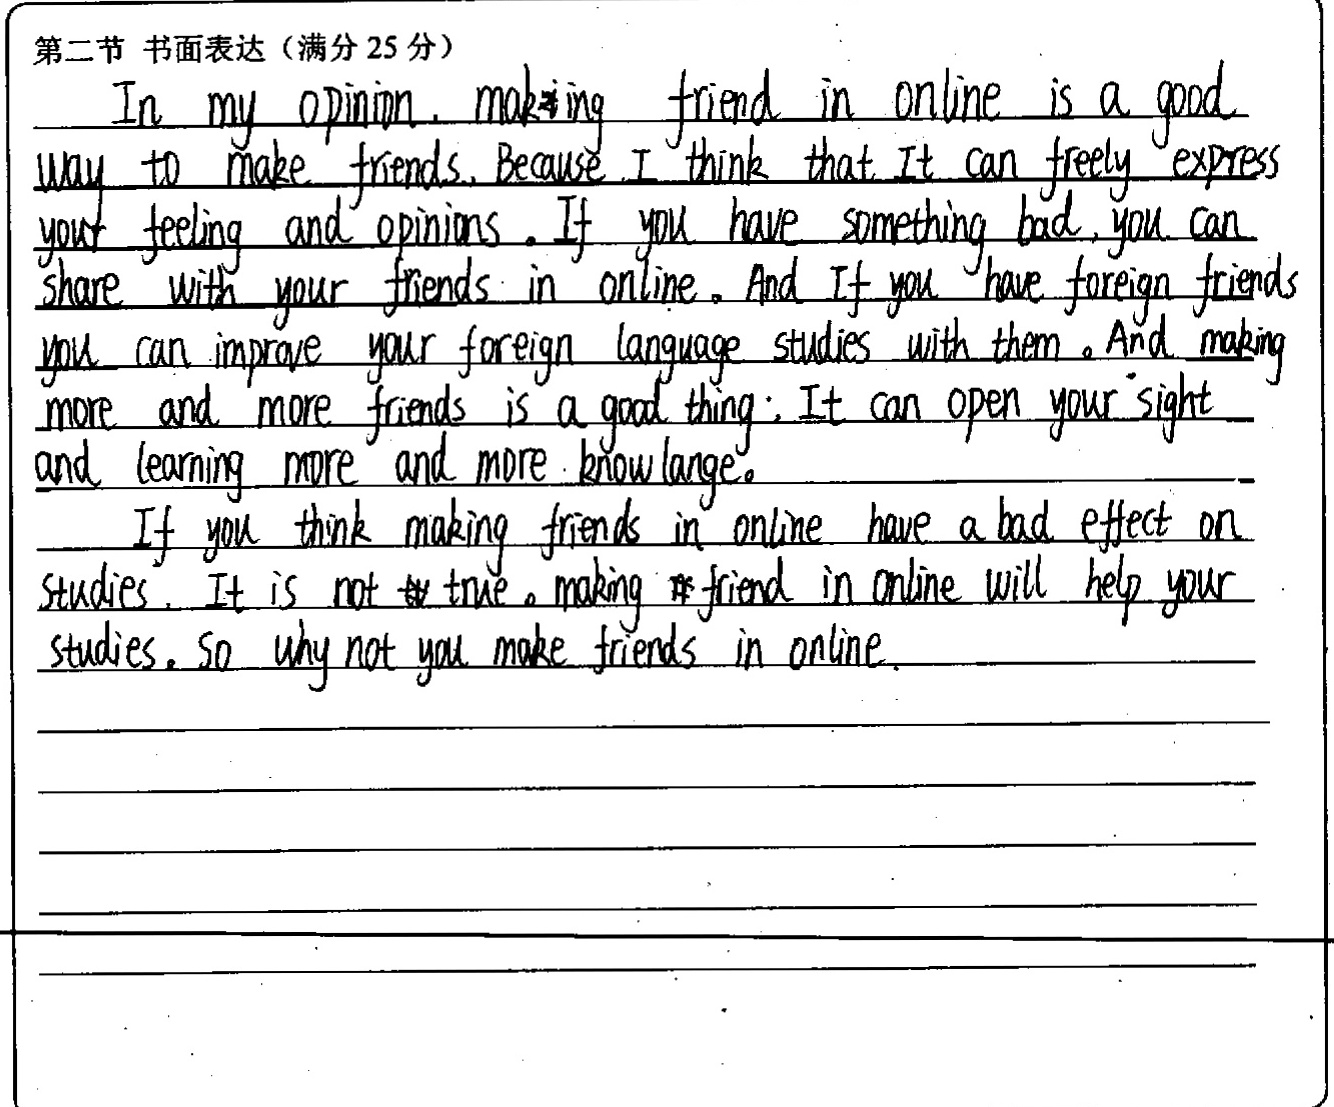 第二节 书面表达（满分 25 分）
In my opinion. making friend in online is a good
way to make friends. Because I think that It can freely express
your feeling and opinions. If you have something bad, you can
share with your friends in online. And If you have foreign friends
you can improve your foreign language studies with them. And making
more and more friends is a good thing. It can open your sight
and learning more and more knowlange.
If you think making friends in online have a bad effect on
studies. It is not true. making friend in online will help your
studies. So why not you make friends in online.